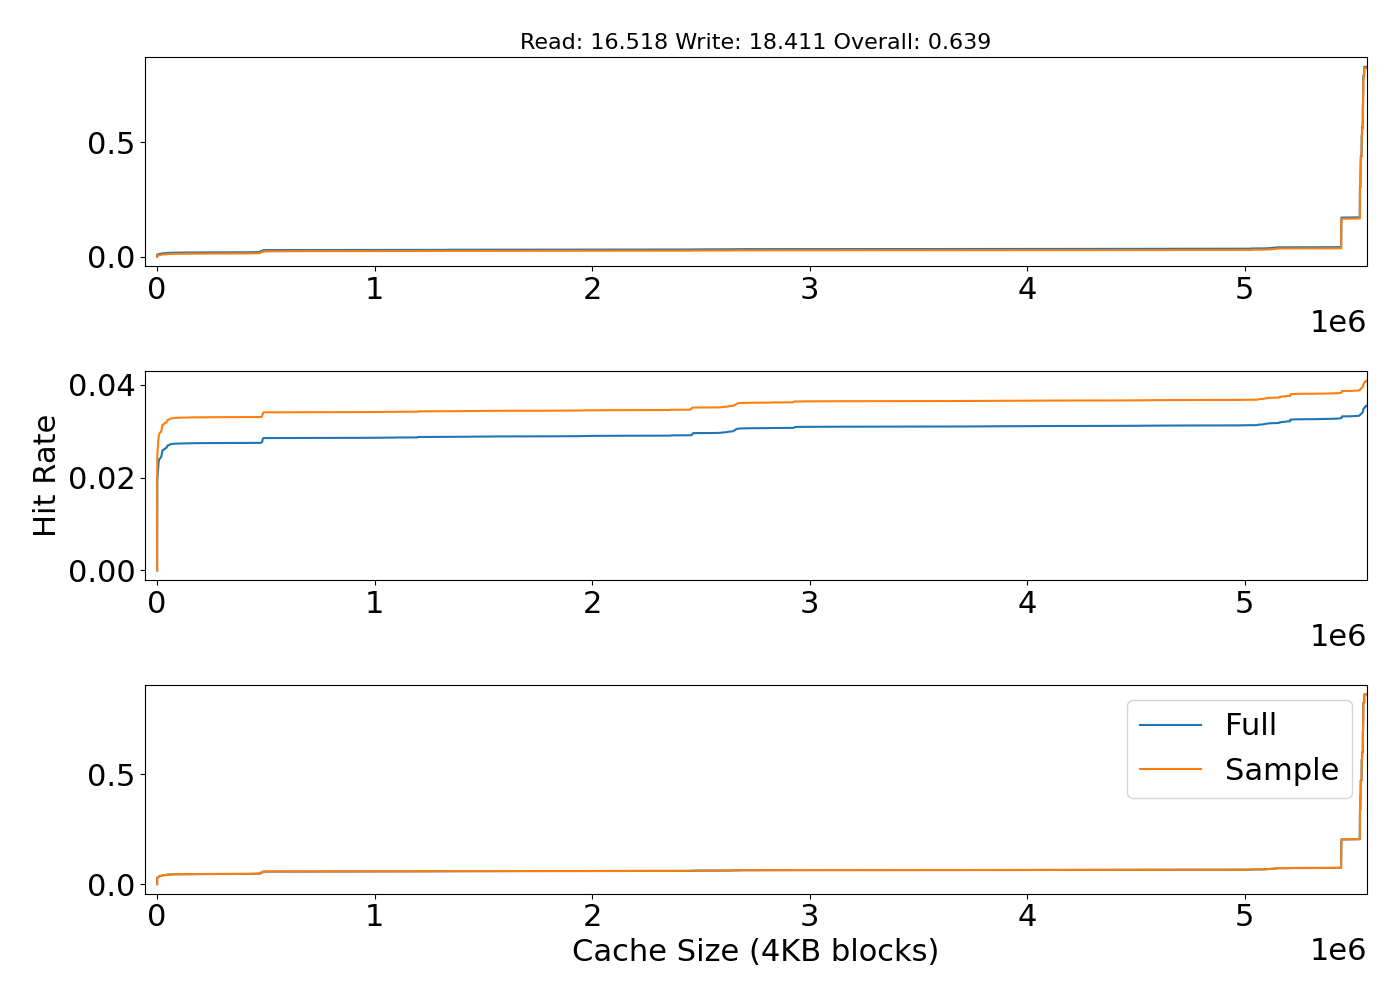 Read: 16.518 Write: 18.411 Overall: 0.639
0.5
0.0
0 1 2 3 4 5
1e6
0.04
0.02
0.00
Hit Rate
0 1 2 3 4 5
1e6
0.5
0.0
Full
Sample
0 1 2 3 4 5
1e6
Cache Size (4KB blocks)